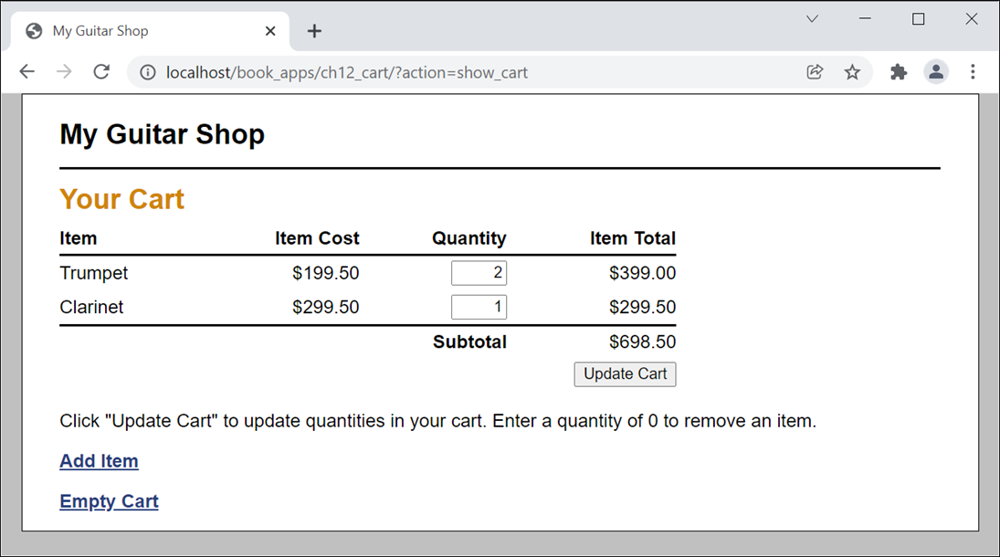 My Guitar Shop
localhost/book_apps/ch12_cart/?action=show_cart
My Guitar Shop
Your Cart
Item Item Cost Quantity Item Total
Trumpet $199.50 2 $399.00
Clarinet $299.50 1 $299.50
Subtotal $698.50
Update Cart
Click "Update Cart" to update quantities in your cart. Enter a quantity of 0 to remove an item.
Add Item
Empty Cart